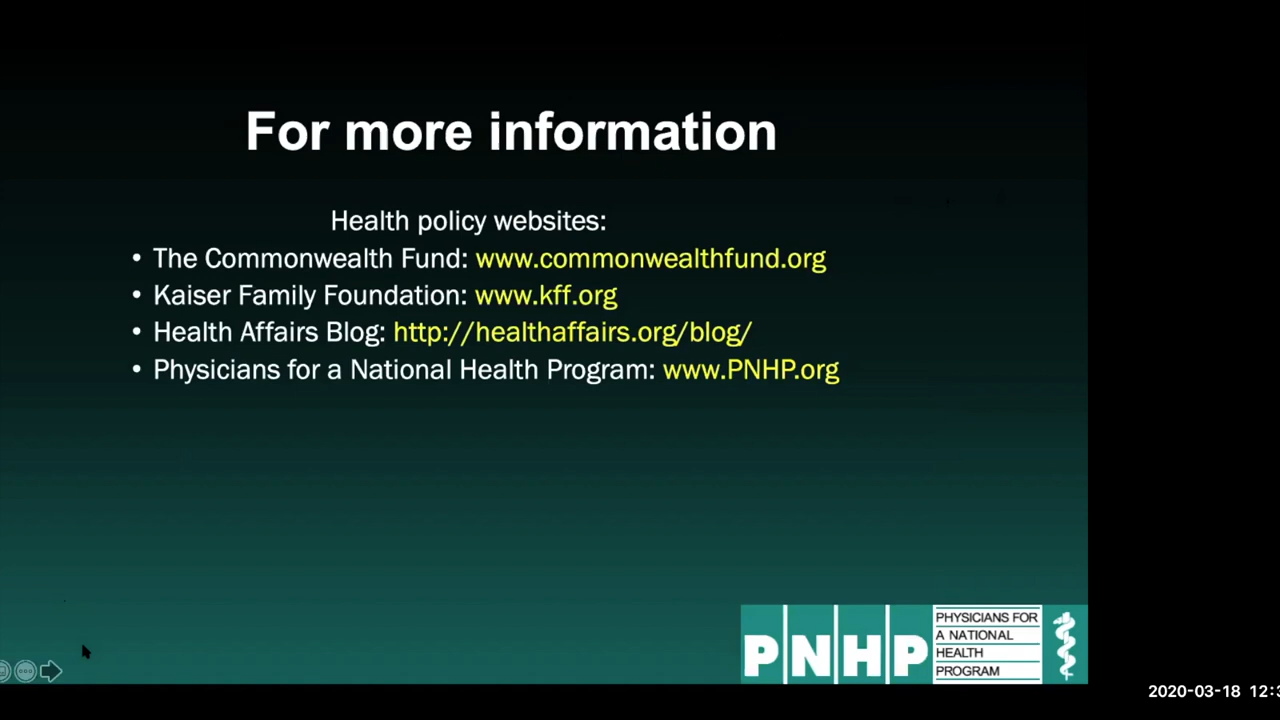 For more information
Health policy websites:
• The Commonwealth Fund: www.commonwealthfund.org
• Kaiser Family Foundation: www.kff.org
• Health Affairs Blog: http://healthaffairs.org/blog/
• Physicians for a National Health Program: www.PNHP.org
PNHP
PHYSICIANS FOR
A NATIONAL
HEALTH
PROGRAM
2020-03-18